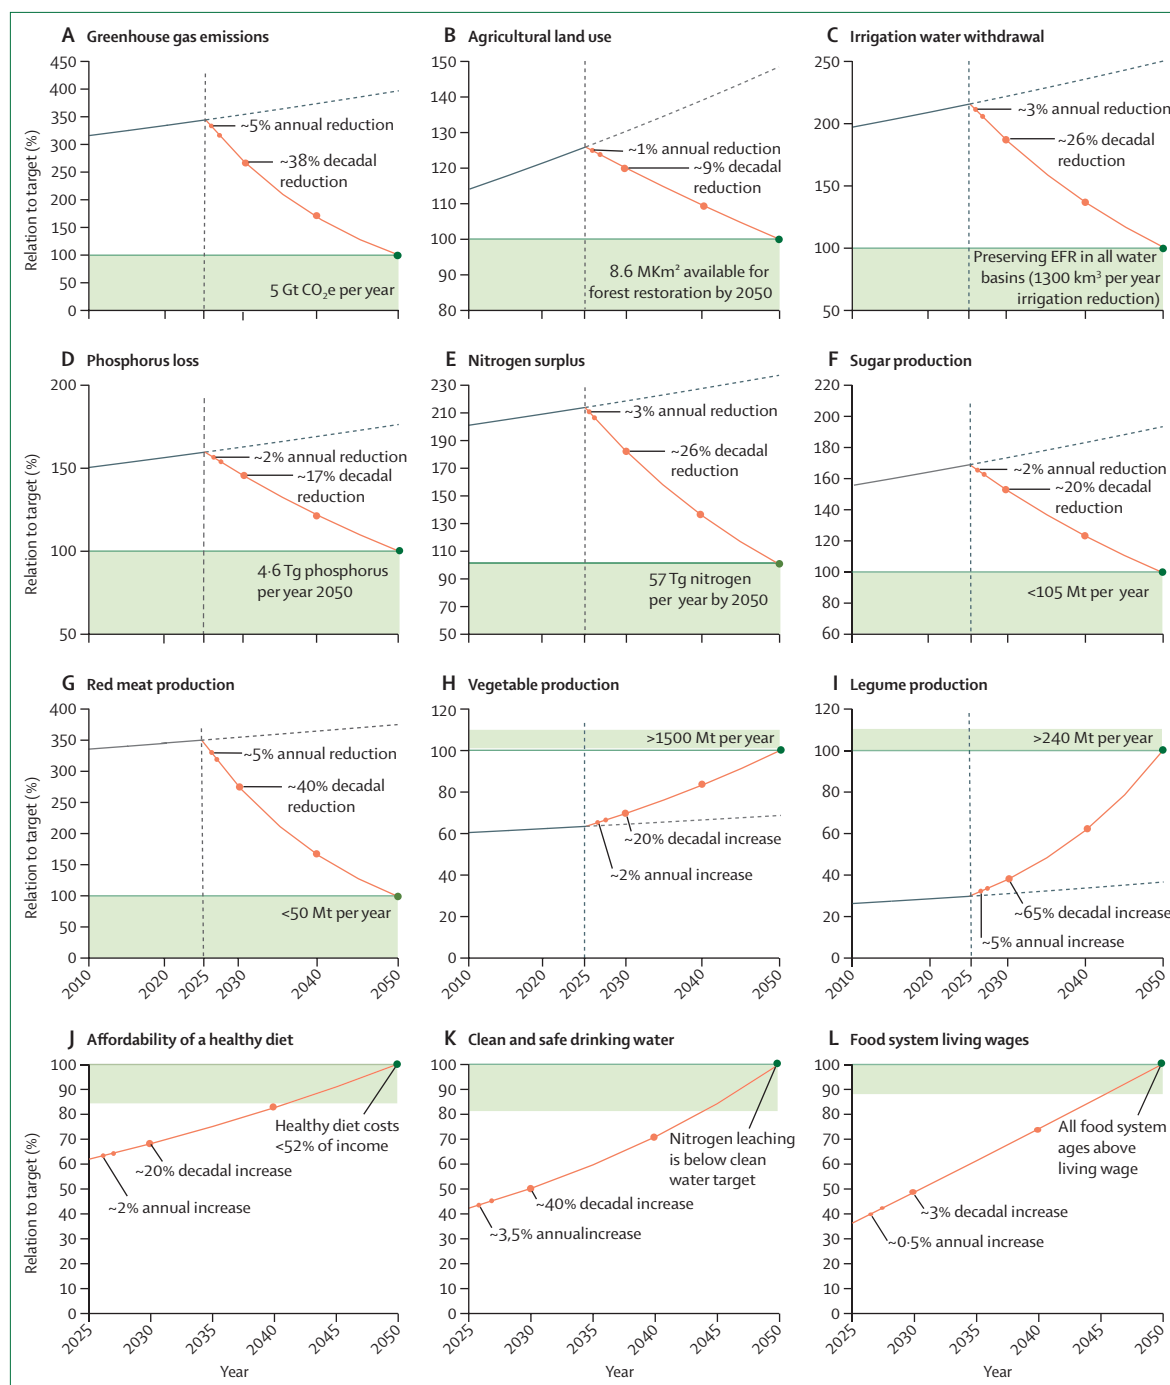 A Greenhouse gas emissions
450
400
350
300
250
200
150
100
50
0
Relation to target (%)
~5% annual reduction
~38% decadal
reduction
5 Gt CO₂e per year
B Agricultural land use
150
140
130
120
110
100
90
80
~1% annual reduction
~9% decadal
reduction
8.6 MKm² available for
forest restoration by 2050
C Irrigation water withdrawal
250
200
150
100
50
~3% annual reduction
~26% decadal
reduction
Preserving EFR in all water
basins (1300 km³ per year
irrigation reduction)
D Phosphorus loss
200
150
100
50
Relation to target (%)
~2% annual reduction
~17% decadal
reduction
4·6 Tg phosphorus
per year 2050
E Nitrogen surplus
230
210
190
170
150
130
110
90
70
50
~3% annual reduction
~26% decadal
reduction
57 Tg nitrogen
per year by 2050
F Sugar production
220
200
180
160
140
120
100
80
60
~2% annual reduction
~20% decadal
reduction
<105 Mt per year
G Red meat production
400
350
300
250
200
150
100
50
0
Relation to target (%)
~5% annual reduction
~40% decadal
reduction
<50 Mt per year
2010
2020
2025
2030
2040
2050
H Vegetable production
120
100
80
60
40
20
0
>1500 Mt per year
~20% decadal increase
~2% annual increase
2010
2020
2025
2030
2040
2050
I Legume production
120
100
80
60
40
20
0
>240 Mt per year
~65% decadal increase
~5% annual increase
2010
2020
2025
2030
2040
2050
J Affordability of a healthy diet
100
90
80
70
60
50
40
30
20
10
0
Relation to target (%)
Healthy diet costs
<52% of income
~20% decadal increase
~2% annual increase
2025
2030
2035
2040
2045
2050
Year
K Clean and safe drinking water
100
90
80
70
60
50
40
30
20
10
0
Nitrogen leaching
is below clean
water target
~40% decadal increase
~3,5% annualincrease
2025
2030
2035
2040
2045
2050
Year
L Food system living wages
100
90
80
70
60
50
40
30
20
10
0
All food system
ages above
living wage
~3% decadal increase
~0·5% annual increase
2025
2030
2035
2040
2045
2050
Year